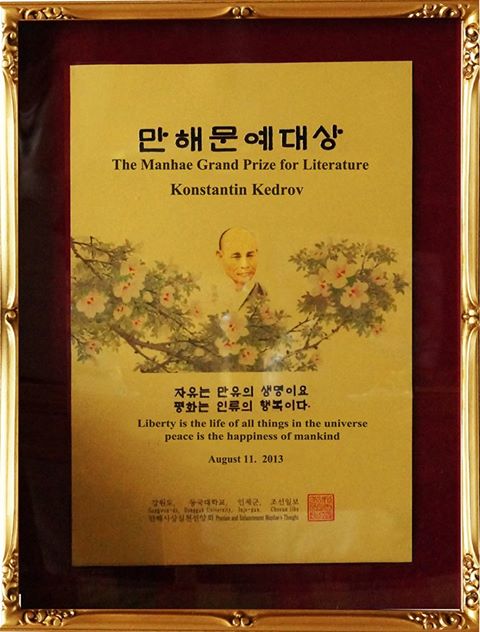 만해문예대상
The Manhae Grand Prize for Literature
Konstantin Kedrov
자유는 만유의 생명이요
평화는 인류의 행복이다.
Liberty is the life of all things in the universe
peace is the happiness of mankind
August 11. 2013
강원도, 동국대학교, 인제군, 조선일보
Gangwon-do, Dongguk University, Inje-gun, Chosun Ilbo
만해사상실천선양회 Practice and Enhancement Manhae's Thought